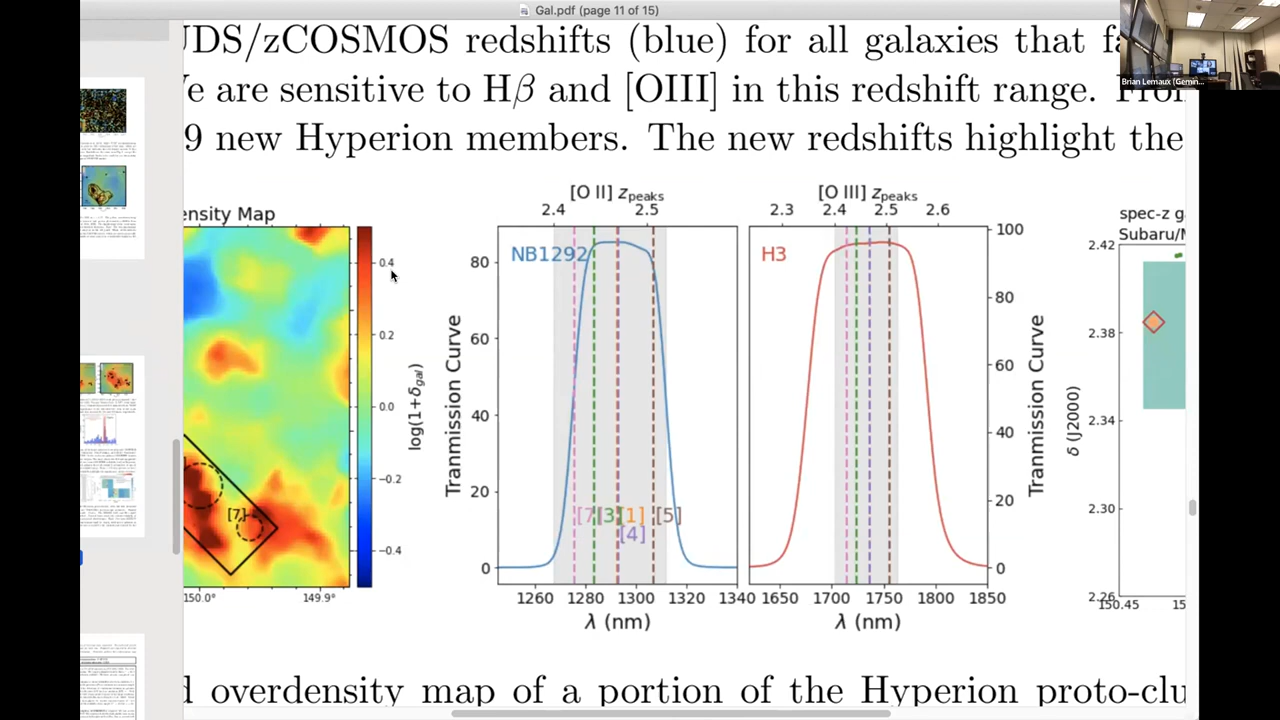 Gal.pdf (page 11 of 15)
Brian Lemaux (Gemin...
UDS/zCOSMOS redshifts (blue) for all galaxies that fa
e are sensitive to Hβ and [OIII] in this redshift range.
9 new Hyperion members. The new redshifts highlight the
ensity Map
0.4
0.2
0.0
−0.2
−0.4
log(1+δgal)
[7]
150.0°
149.9°
[O II] zpeaks
2.4
2.5
NB1292
80
60
40
20
0
Tranmission Curve
[7]
[3]
[1]
[4]
[5]
1260
1280
1300
1320
1340
λ (nm)
[O III] zpeaks
2.3
2.4
2.5
2.6
H3
100
80
60
40
20
0
Tranmission Curve
1650
1700
1750
1800
1850
λ (nm)
spec-z g
Subaru/M
2.42
2.38
2.34
2.30
2.26
δ (J2000)
150.45
15
d overdensity map of a portion of the Hyperion proto-clu